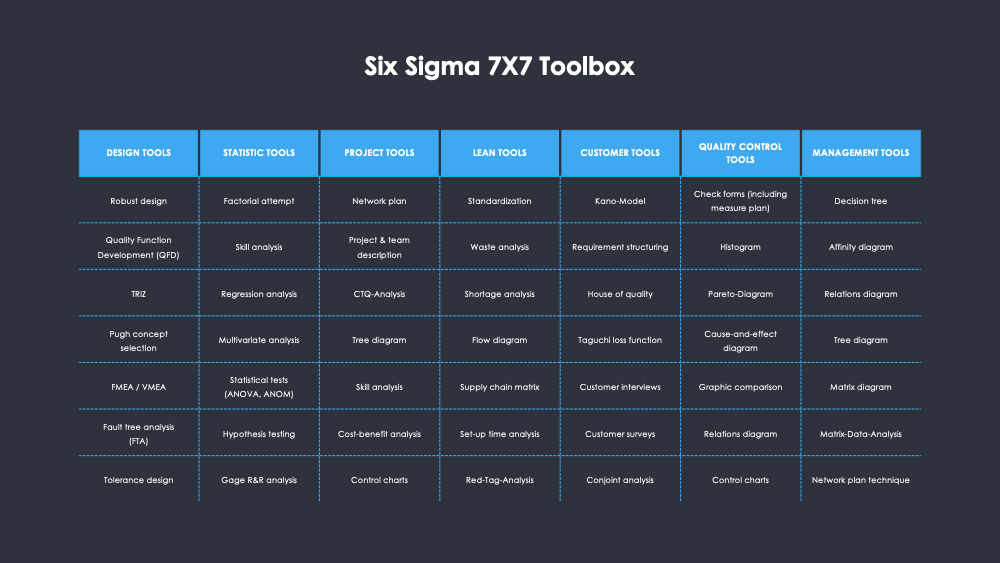 Six Sigma 7X7 Toolbox
DESIGN TOOLS
STATISTIC TOOLS
PROJECT TOOLS
LEAN TOOLS
CUSTOMER TOOLS
QUALITY CONTROL
TOOLS
MANAGEMENT TOOLS
Robust design
Factorial attempt
Network plan
Standardization
Kano-Model
Check forms (including
measure plan)
Decision tree
Quality Function
Development (QFD)
Skill analysis
Project & team
description
Waste analysis
Requirement structuring
Histogram
Affinity diagram
TRIZ
Regression analysis
CTQ-Analysis
Shortage analysis
House of quality
Pareto-Diagram
Relations diagram
Pugh concept
selection
Multivariate analysis
Tree diagram
Flow diagram
Taguchi loss function
Cause-and-effect
diagram
Tree diagram
FMEA / VMEA
Statistical tests
(ANOVA, ANOM)
Skill analysis
Supply chain matrix
Customer interviews
Graphic comparison
Matrix diagram
Fault tree analysis
(FTA)
Hypothesis testing
Cost-benefit analysis
Set-up time analysis
Customer surveys
Relations diagram
Matrix-Data-Analysis
Tolerance design
Gage R&R analysis
Control charts
Red-Tag-Analysis
Conjoint analysis
Control charts
Network plan technique